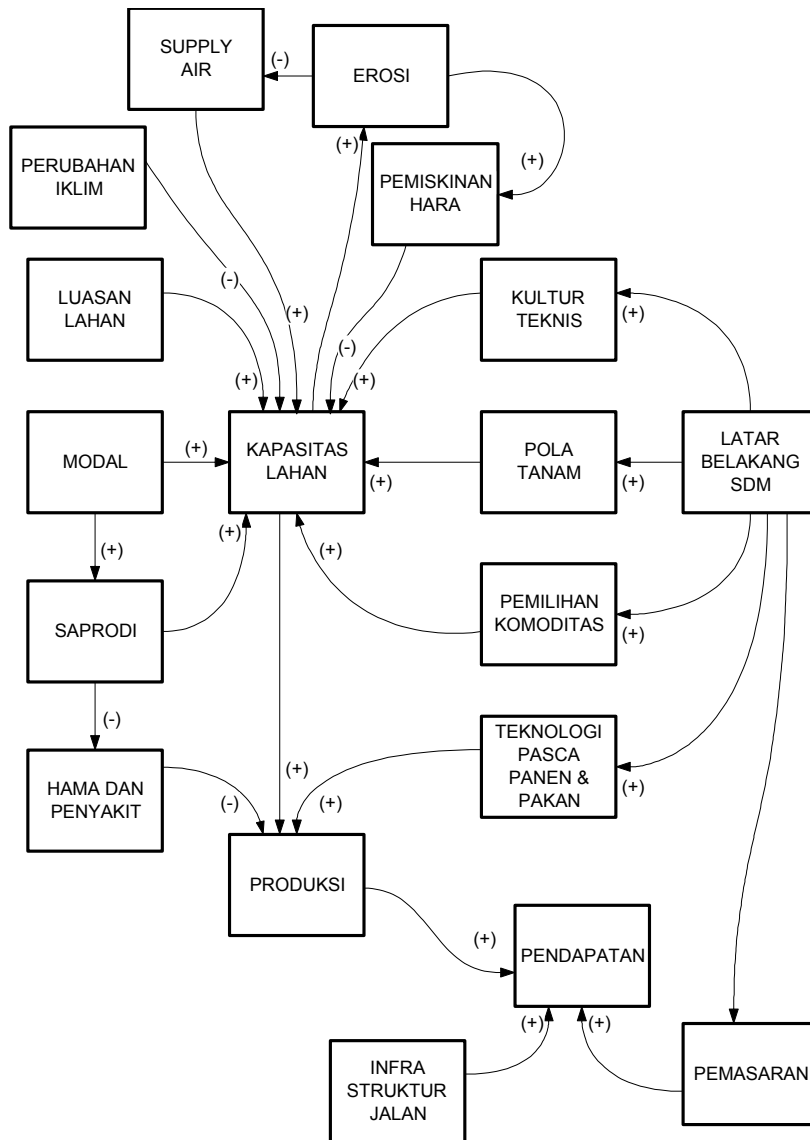 SUPPLY
AIR
(-)
EROSI
(+)
(+)
PERUBAHAN
IKLIM
PEMISKINAN
HARA
(-)
(+)
(-)
LUASAN
LAHAN
(+)
KULTUR
TEKNIS
(+)
(+)
MODAL
(+)
KAPASITAS
LAHAN
(+)
POLA
TANAM
(+)
LATAR
BELAKANG
SDM
(+)
(+)
(+)
SAPRODI
PEMILIHAN
KOMODITAS
(+)
(-)
HAMA DAN
PENYAKIT
(-)
(+)
(+)
TEKNOLOGI
PASCA
PANEN &
PAKAN
(+)
PRODUKSI
(+)
PENDAPATAN
(+)
(+)
INFRA
STRUKTUR
JALAN
PEMASARAN